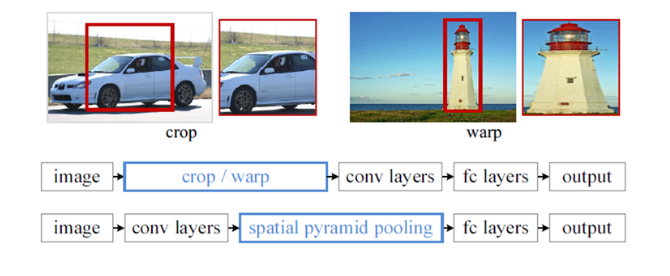 crop
warp
image
crop / warp
conv layers
fc layers
output
image
conv layers
spatial pyramid pooling
fc layers
output